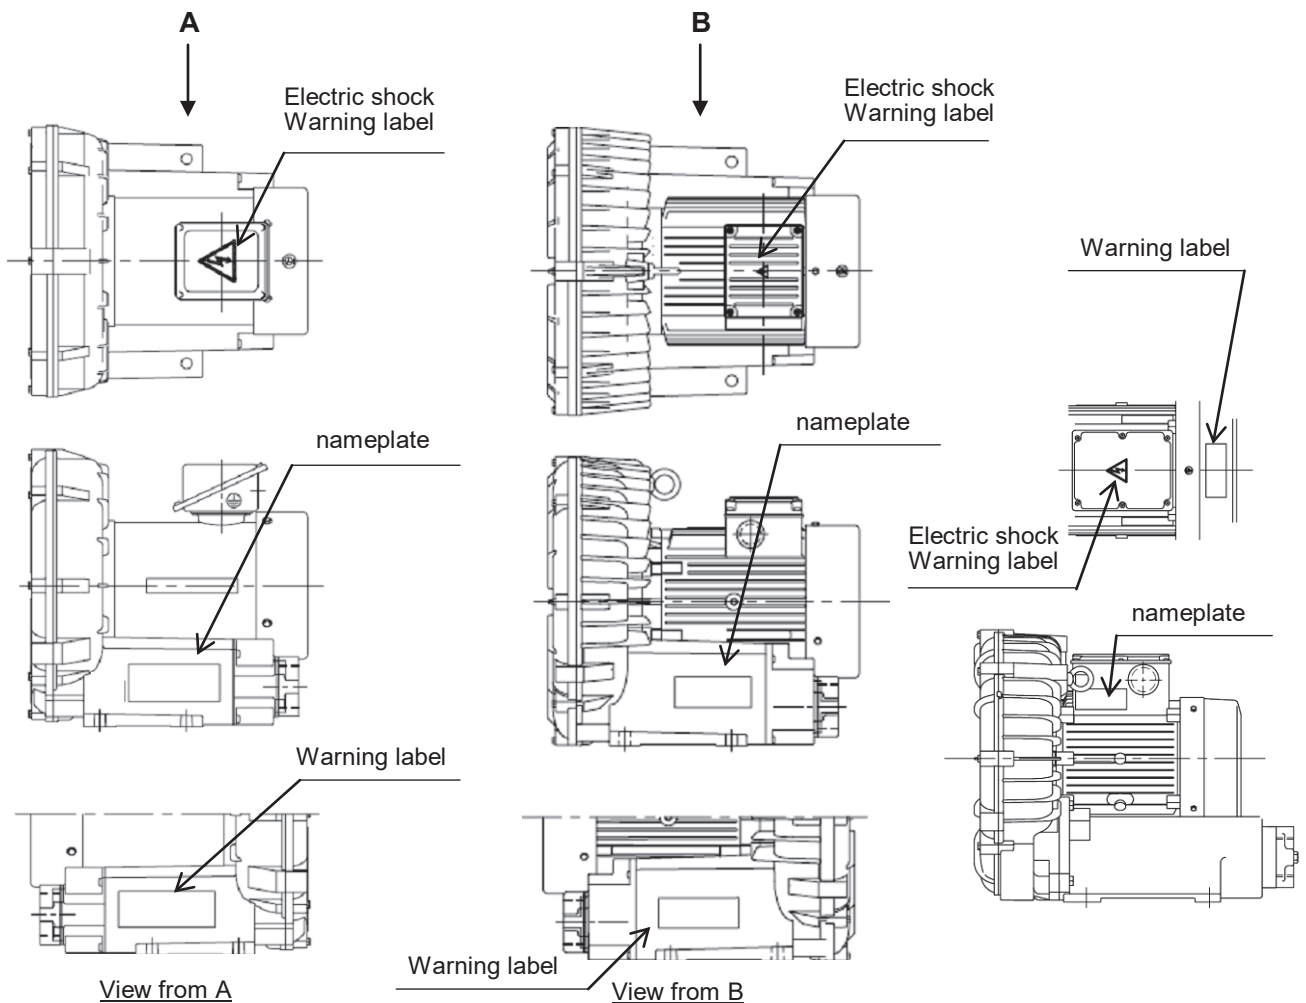 A
B
Electric shock
Warning label
Electric shock
Warning label
Warning label
nameplate
nameplate
Electric shock
Warning label
nameplate
Warning label
Warning label
View from A
View from B